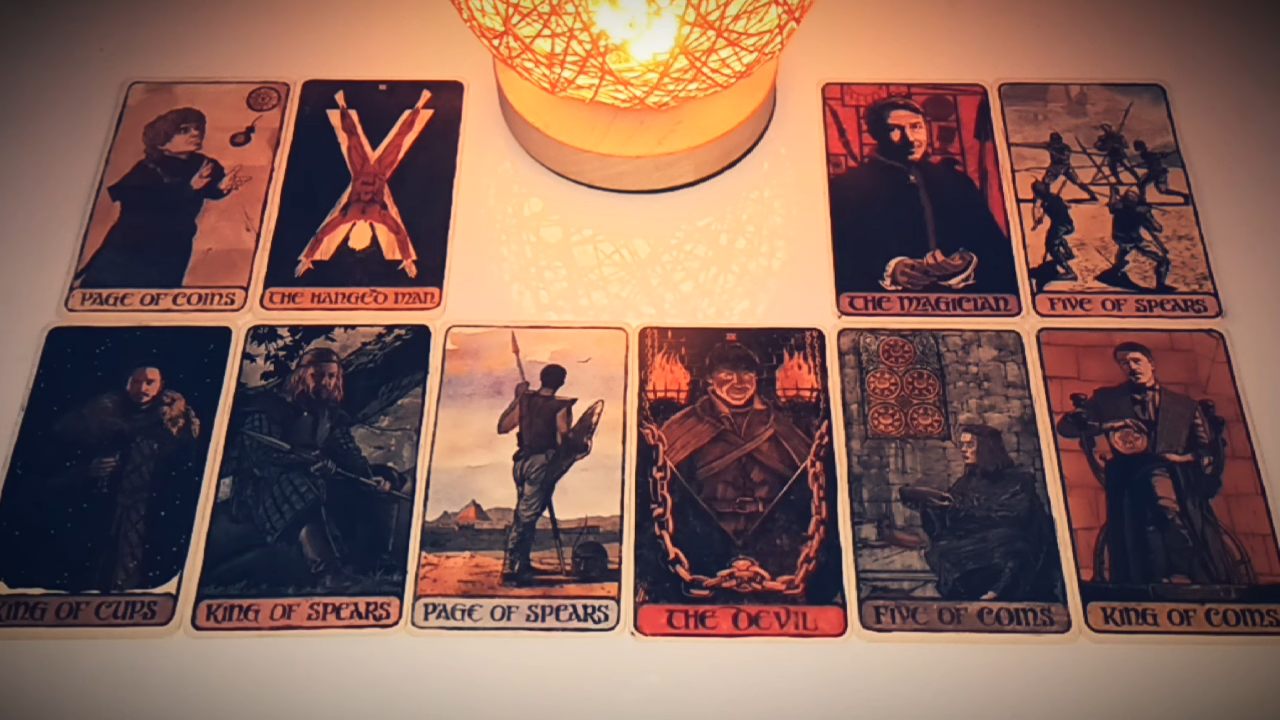 PAGE OF COINS
THE HANGED MAN
THE MAGICIAN
FIVE OF SPEARS
KING OF CUPS
KING OF SPEARS
PAGE OF SPEARS
THE DEVIL
FIVE OF COINS
KING OF COINS